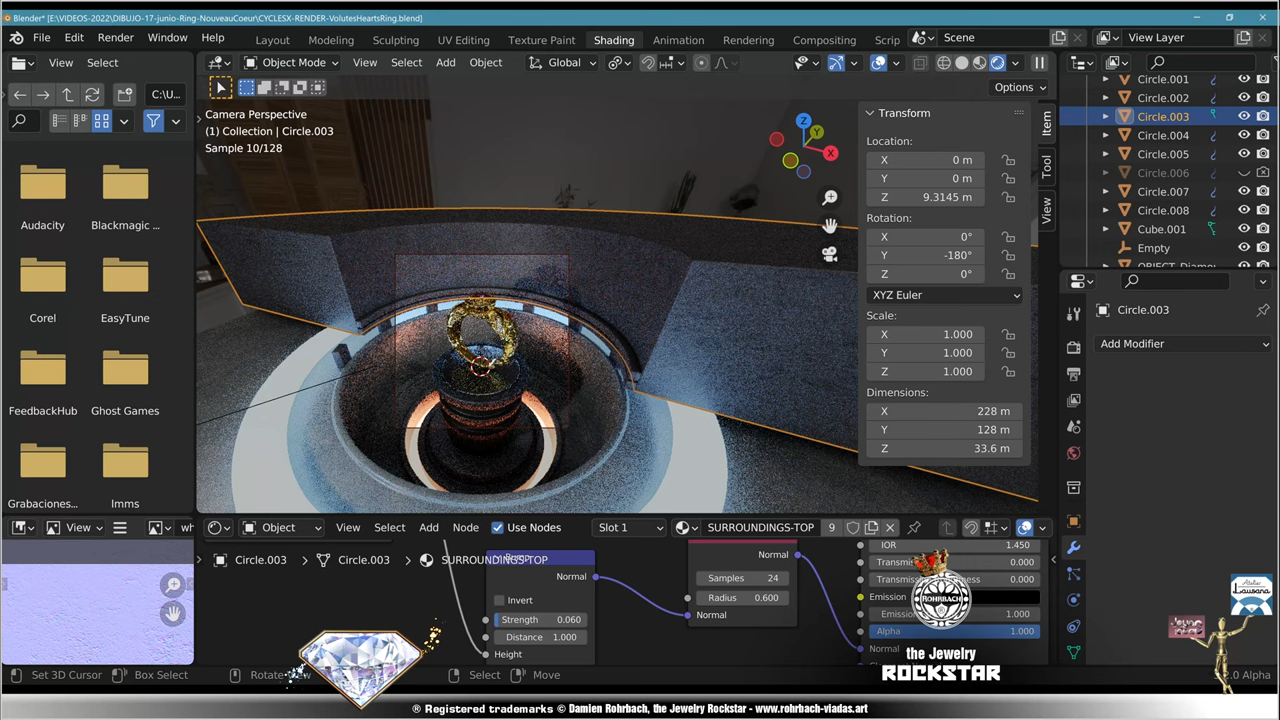 Blender* [E:\VIDEOS-2022\DIBUJO-17-junio-Ring-NouveauCoeur\CYCLESX-RENDER-VolutesHeartsRing.blend]
File Edit Render Window Help
Layout Modeling Sculpting UV Editing Texture Paint Shading Animation Rendering Compositing Scrip
Scene
View Layer
View Select
Object Mode View Select Add Object Global
C:\U...
Options
Camera Perspective
(1) Collection | Circle.003
Sample 10/128
Z
Y
X
Audacity
Blackmagic ...
Corel
EasyTune
FeedbackHub
Ghost Games
Grabaciones...
Imms
Transform
Location:
X 0 m
Y 0 m
Z 9.3145 m
Rotation:
X 0°
Y -180°
Z 0°
XYZ Euler
Scale:
X 1.000
Y 1.000
Z 1.000
Dimensions:
X 228 m
Y 128 m
Z 33.6 m
Item
Tool
View
Circle.001
Circle.002
Circle.003
Circle.004
Circle.005
Circle.006
Circle.007
Circle.008
Cube.001
Empty
Circle.003
Add Modifier
View
Object View Select Add Node Use Nodes Slot 1 SURROUNDINGS-TOP 9
Circle.003 Circle.003 SURROUNDINGS-TOP
Normal
Invert
Strength 0.060
Distance 1.000
Height
Normal
Samples 24
Radius 0.600
Normal
IOR 1.450
0.000
0.000
Emission
1.000
Alpha 1.000
Normal
ROHRBACH
the Jewelry
ROCKSTAR
Atelier
Lausana
Set 3D Cursor Box Select Select Move
.0 Alpha
® Registered trademarks © Damien Rohrbach, the Jewelry Rockstar - www.rohrbach-viadas.art